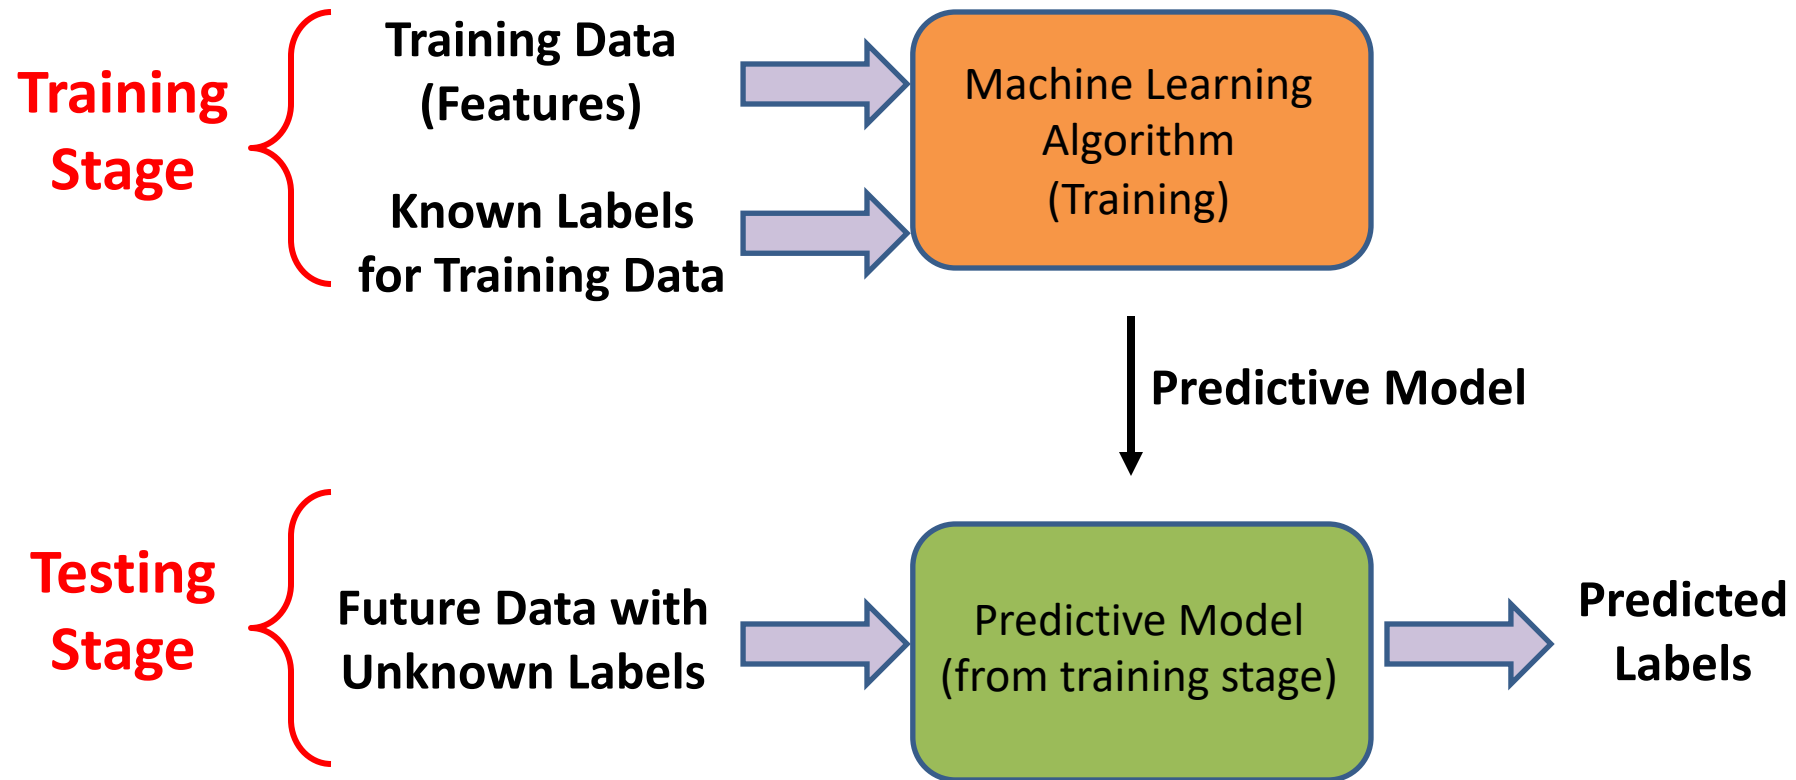 Training
Stage
Training Data
(Features)
Known Labels
for Training Data
Machine Learning
Algorithm
(Training)
Predictive Model
Testing
Stage
Future Data with
Unknown Labels
Predictive Model
(from training stage)
Predicted
Labels